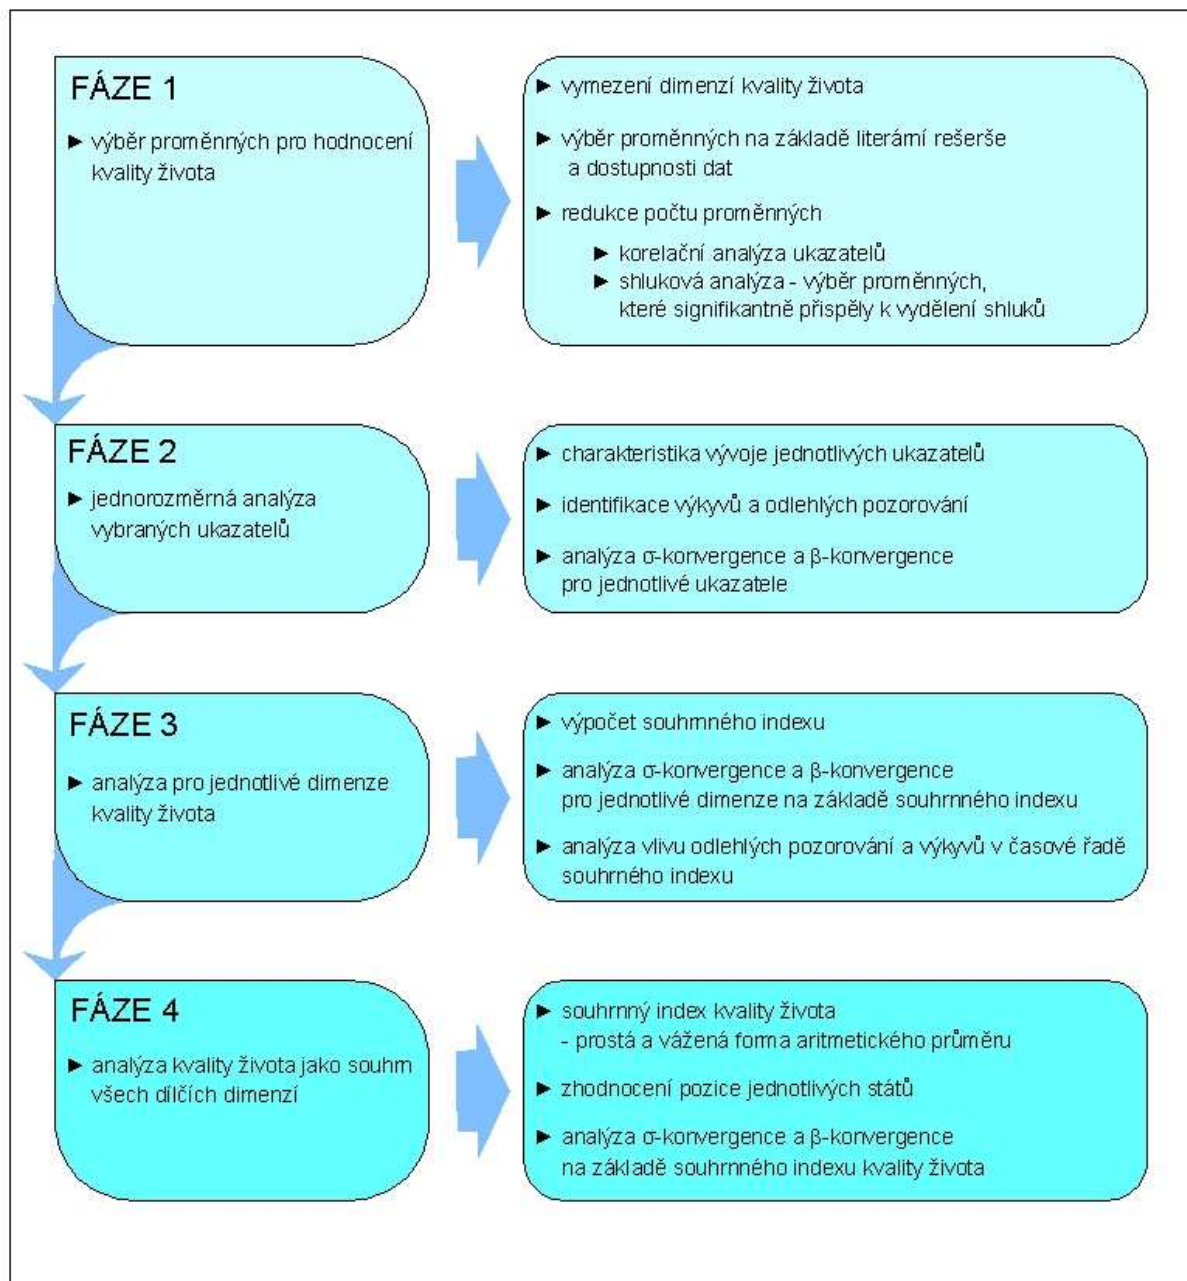 FÁZE 1
► výběr proměnných pro hodnocení
kvality života
► vymezení dimenzí kvality života
► výběr proměnných na základě literární rešerše
a dostupnosti dat
► redukce počtu proměnných
► korelační analýza ukazatelů
► shluková analýza - výběr proměnných,
které signifikantně přispěly k vydělení shluků
FÁZE 2
► jednorozměrná analýza
vybraných ukazatelů
► charakteristika vývoje jednotlivých ukazatelů
► identifikace výkyvů a odlehlých pozorování
► analýza σ-konvergence a β-konvergence
pro jednotlivé ukazatele
FÁZE 3
► analýza pro jednotlivé dimenze
kvality života
► výpočet souhrnného indexu
► analýza σ-konvergence a β-konvergence
pro jednotlivé dimenze na základě souhrnného indexu
► analýza vlivu odlehlých pozorování a výkyvů v časové řadě
souhrného indexu
FÁZE 4
► analýza kvality života jako souhrn
všech dílčích dimenzí
► souhrnný index kvality života
- prostá a vážená forma aritmetického průměru
► zhodnocení pozice jednotlivých států
► analýza σ-konvergence a β-konvergence
na základě souhrnného indexu kvality života